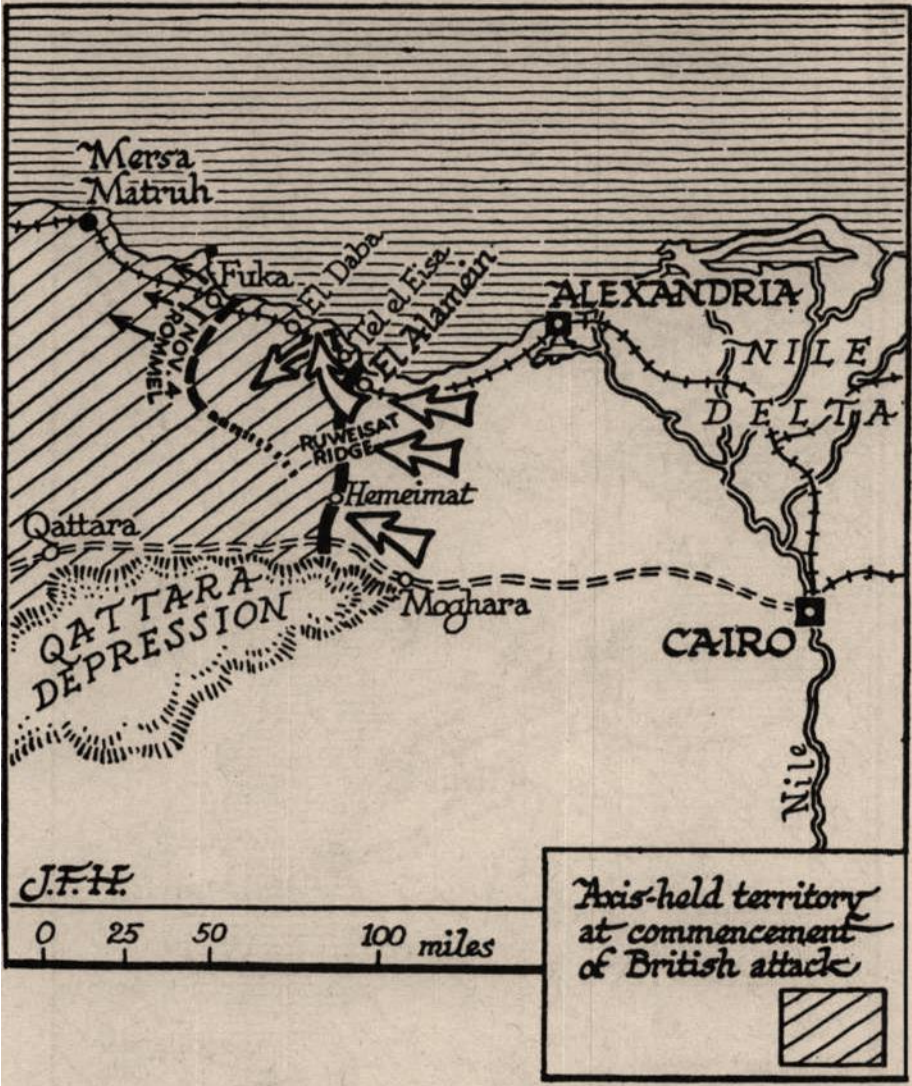 Mersa
Matruh
Fuka
El Daba
Tel el Eisa
El Alamein
ALEXANDRIA
NILE
DELTA
NOV. 4
ROMMEL
RUWEISAT
RIDGE
Hemeimat
Qattara
QATTARA
DEPRESSION
Moghara
CAIRO
Nile
J.F.H.
0 25 50 100 miles
Axis-held territory
at commencement
of British attack